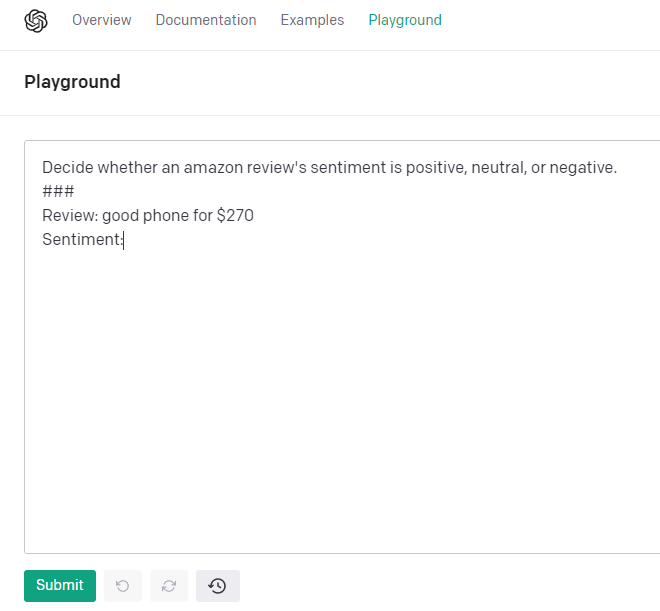 Overview Documentation Examples Playground
Playground
Decide whether an amazon review's sentiment is positive, neutral, or negative.
###
Review: good phone for $270
Sentiment:
Submit